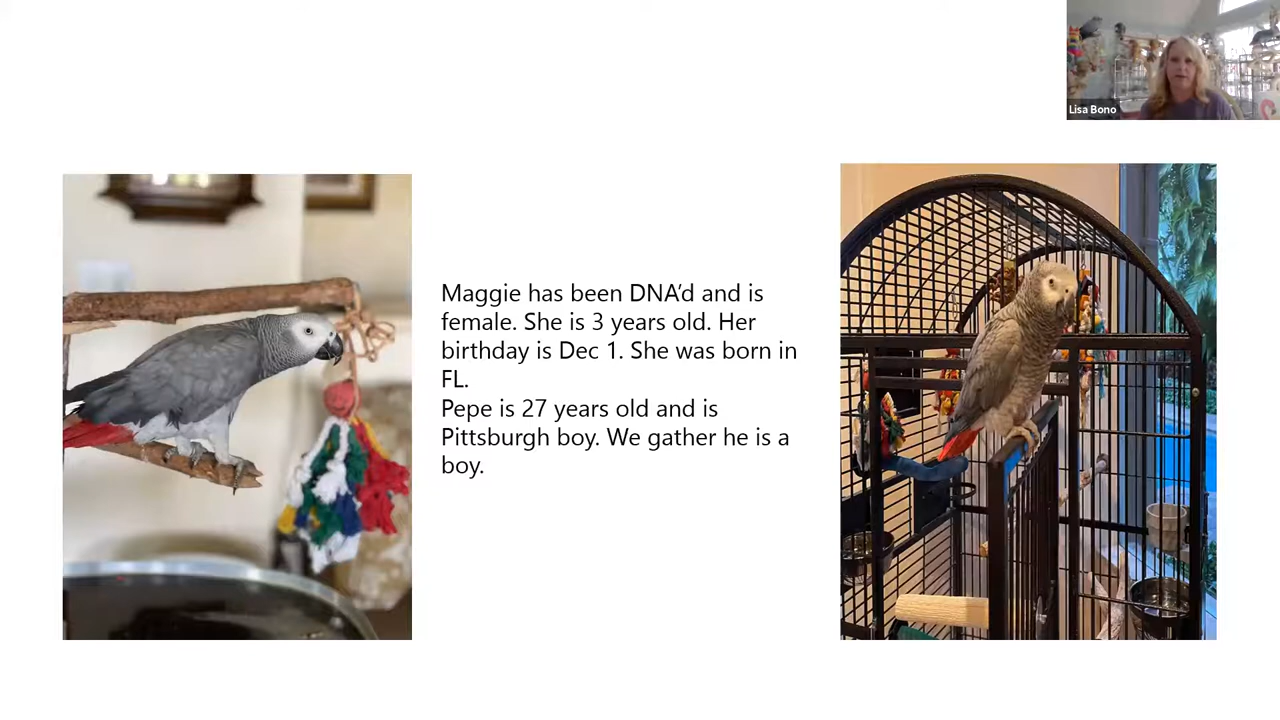 Lisa Bono
Maggie has been DNA'd and is
female. She is 3 years old. Her
birthday is Dec 1. She was born in
FL.
Pepe is 27 years old and is
Pittsburgh boy. We gather he is a
boy.